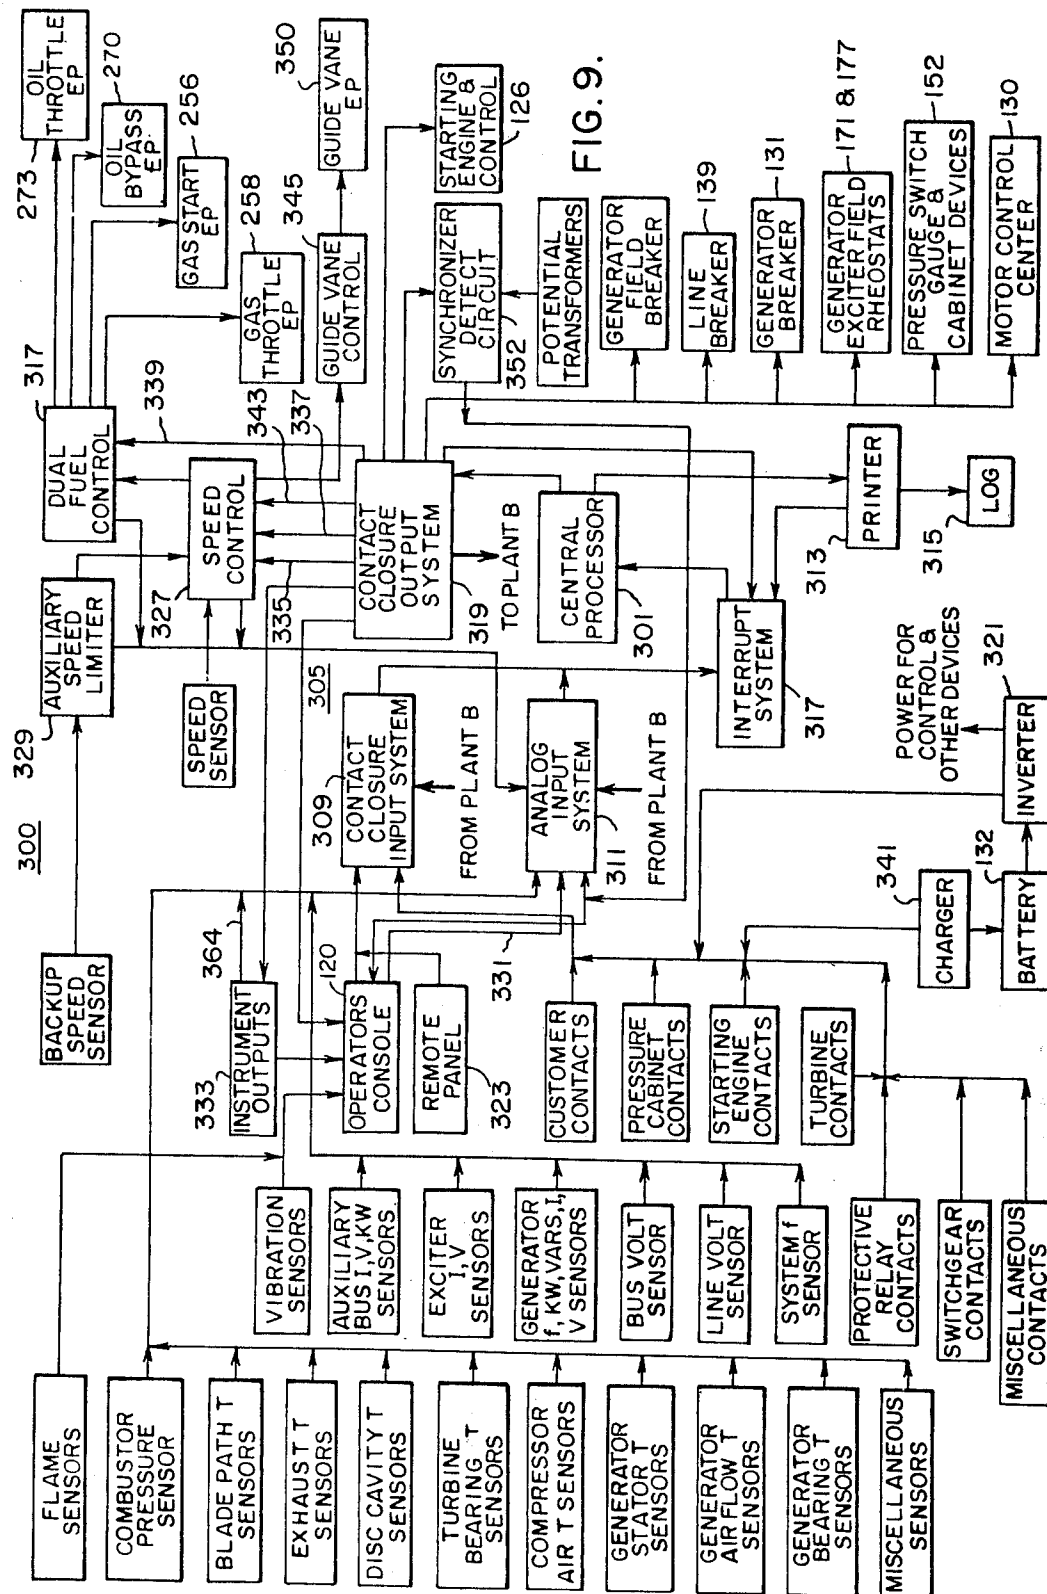 300
305
FIG. 9.
FLAME
SENSORS
COMBUSTOR
PRESSURE
SENSOR
BLADE PATH T
SENSORS
EXHAUST T
SENSORS
DISC CAVITY T
SENSORS
TURBINE
BEARING T
SENSORS
COMPRESSOR
AIR T SENSORS
GENERATOR
STATOR T
SENSORS
GENERATOR
AIRFLOW T
SENSORS
GENERATOR
BEARING T
SENSORS
MISCELLANEOUS
SENSORS
VIBRATION
SENSORS
AUXILIARY
BUS I,V,KW
SENSORS
EXCITER
I,V
SENSORS
GENERATOR
f,KW,VARS,I,
V SENSORS
BUS VOLT
SENSOR
LINE VOLT
SENSOR
SYSTEM f
SENSOR
PROTECTIVE
RELAY
CONTACTS
SWITCHGEAR
CONTACTS
MISCELLANEOUS
CONTACTS
BACKUP
SPEED
SENSOR
333
INSTRUMENT
OUTPUTS
364
120
OPERATORS
CONSOLE
REMOTE
PANEL
323
331
CUSTOMER
CONTACTS
PRESSURE
CABINET
CONTACTS
STARTING
ENGINE
CONTACTS
TURBINE
CONTACTS
341
CHARGER
132
BATTERY
321
INVERTER
POWER FOR
CONTROL &
OTHER DEVICES
329
AUXILIARY
SPEED
LIMITER
SPEED
SENSOR
309
CONTACT
CLOSURE
INPUT SYSTEM
FROM PLANT B
ANALOG
INPUT
SYSTEM
311
FROM PLANT B
INTERRUPT
SYSTEM
317
317
DUAL
FUEL
CONTROL
327
SPEED
CONTROL
339
343
337
335
CONTACT
CLOSURE
OUTPUT
SYSTEM
319
TO PLANT B
CENTRAL
PROCESSOR
301
313
PRINTER
315
LOG
273
OIL
THROTTLE
EP
OIL
BYPASS
EP
270
GAS START
EP
256
GAS
THROTTLE
EP
258
GUIDE VANE
CONTROL
345
GUIDE VANE
EP
350
STARTING
ENGINE &
CONTROL
126
SYNCHRONIZER
DETECT
CIRCUIT
352
POTENTIAL
TRANSFORMERS
GENERATOR
FIELD
BREAKER
LINE
BREAKER
139
GENERATOR
BREAKER
131
GENERATOR
EXCITER FIELD
RHEOSTATS
171 & 177
PRESSURE SWITCH
GAUGE &
CABINET DEVICES
152
MOTOR CONTROL
CENTER
130